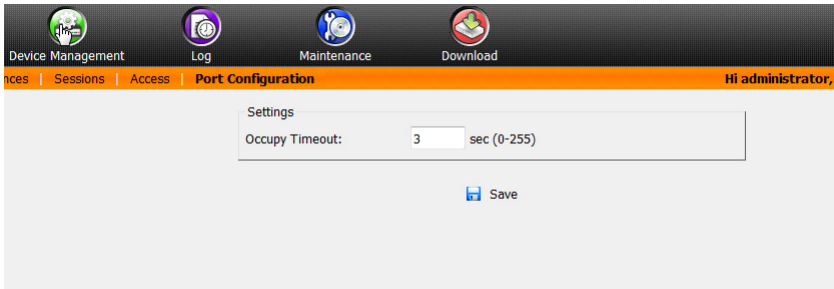 Device Management Log Maintenance Download
Sessions | Access | Port Configuration Hi administrator,
Settings
Occupy Timeout: 3 sec (0-255)
Save